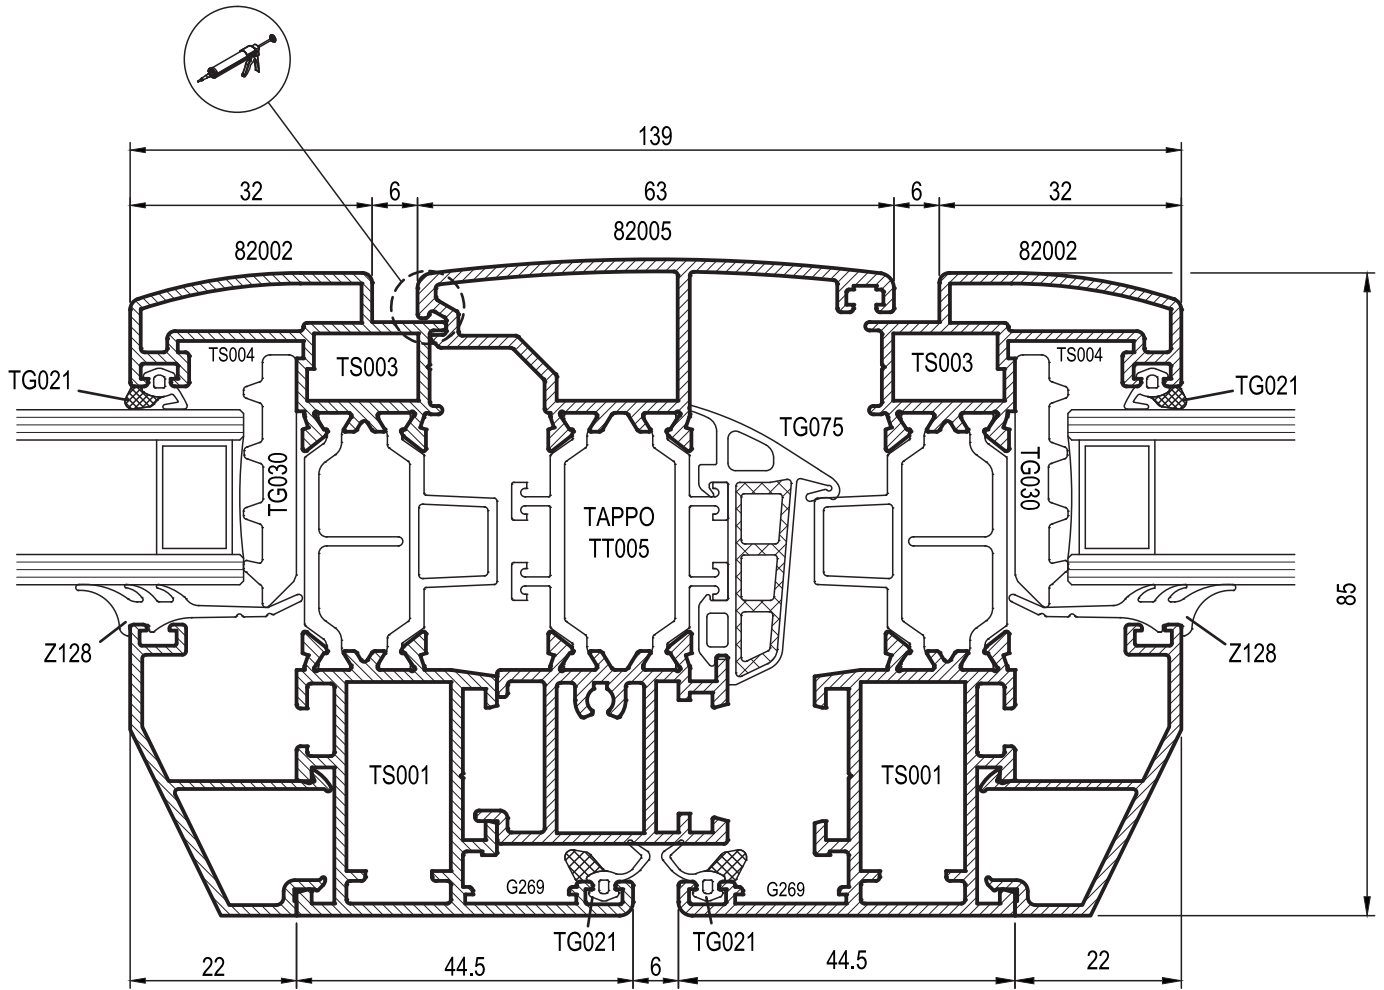 139
32
6
63
6
32
82002
82005
82002
TS004
TS003
TS003
TS004
TG021
TG021
TG075
TG030
TAPPO
TT005
TG030
85
Z128
Z128
TS001
TS001
G269
G269
TG021
TG021
22
44.5
6
44.5
22